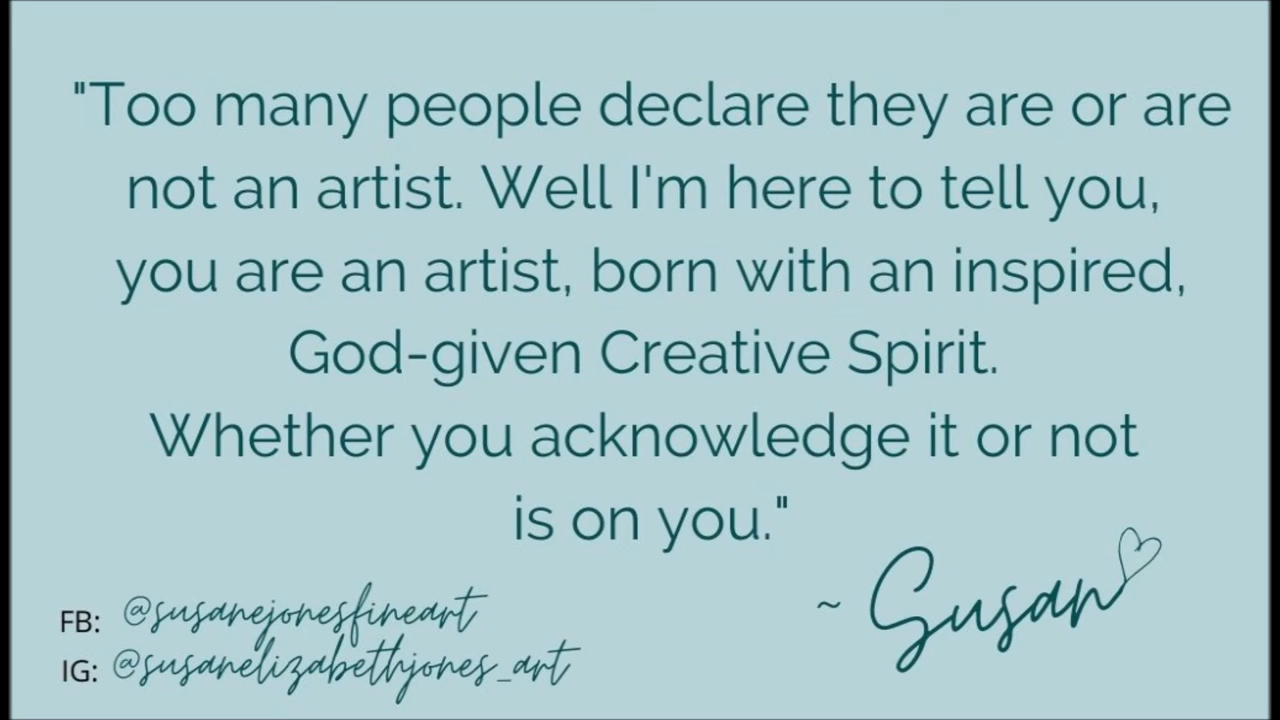 "Too many people declare they are or are
not an artist. Well I'm here to tell you,
you are an artist, born with an inspired,
God-given Creative Spirit.
Whether you acknowledge it or not
is on you."
~ Susan
FB: @susanejonesfineart
IG: @susanelizabethjones_art